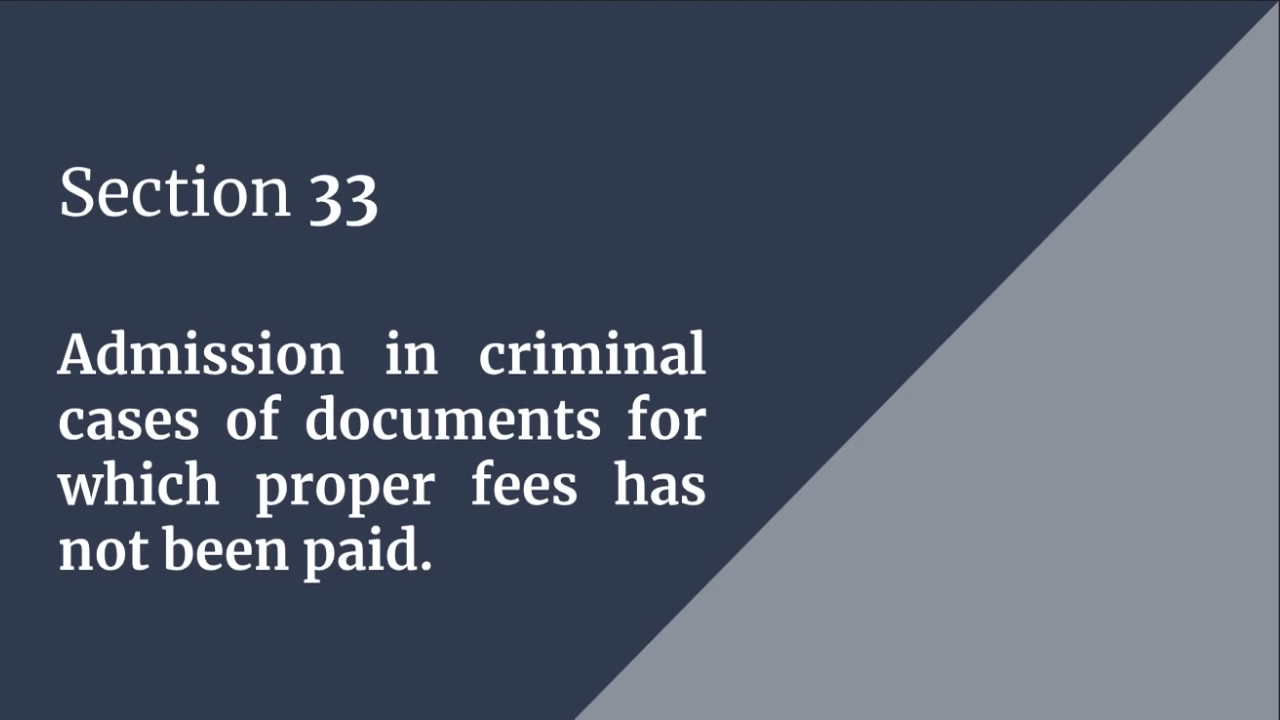 Section 33
Admission in criminal
cases of documents for
which proper fees has
not been paid.